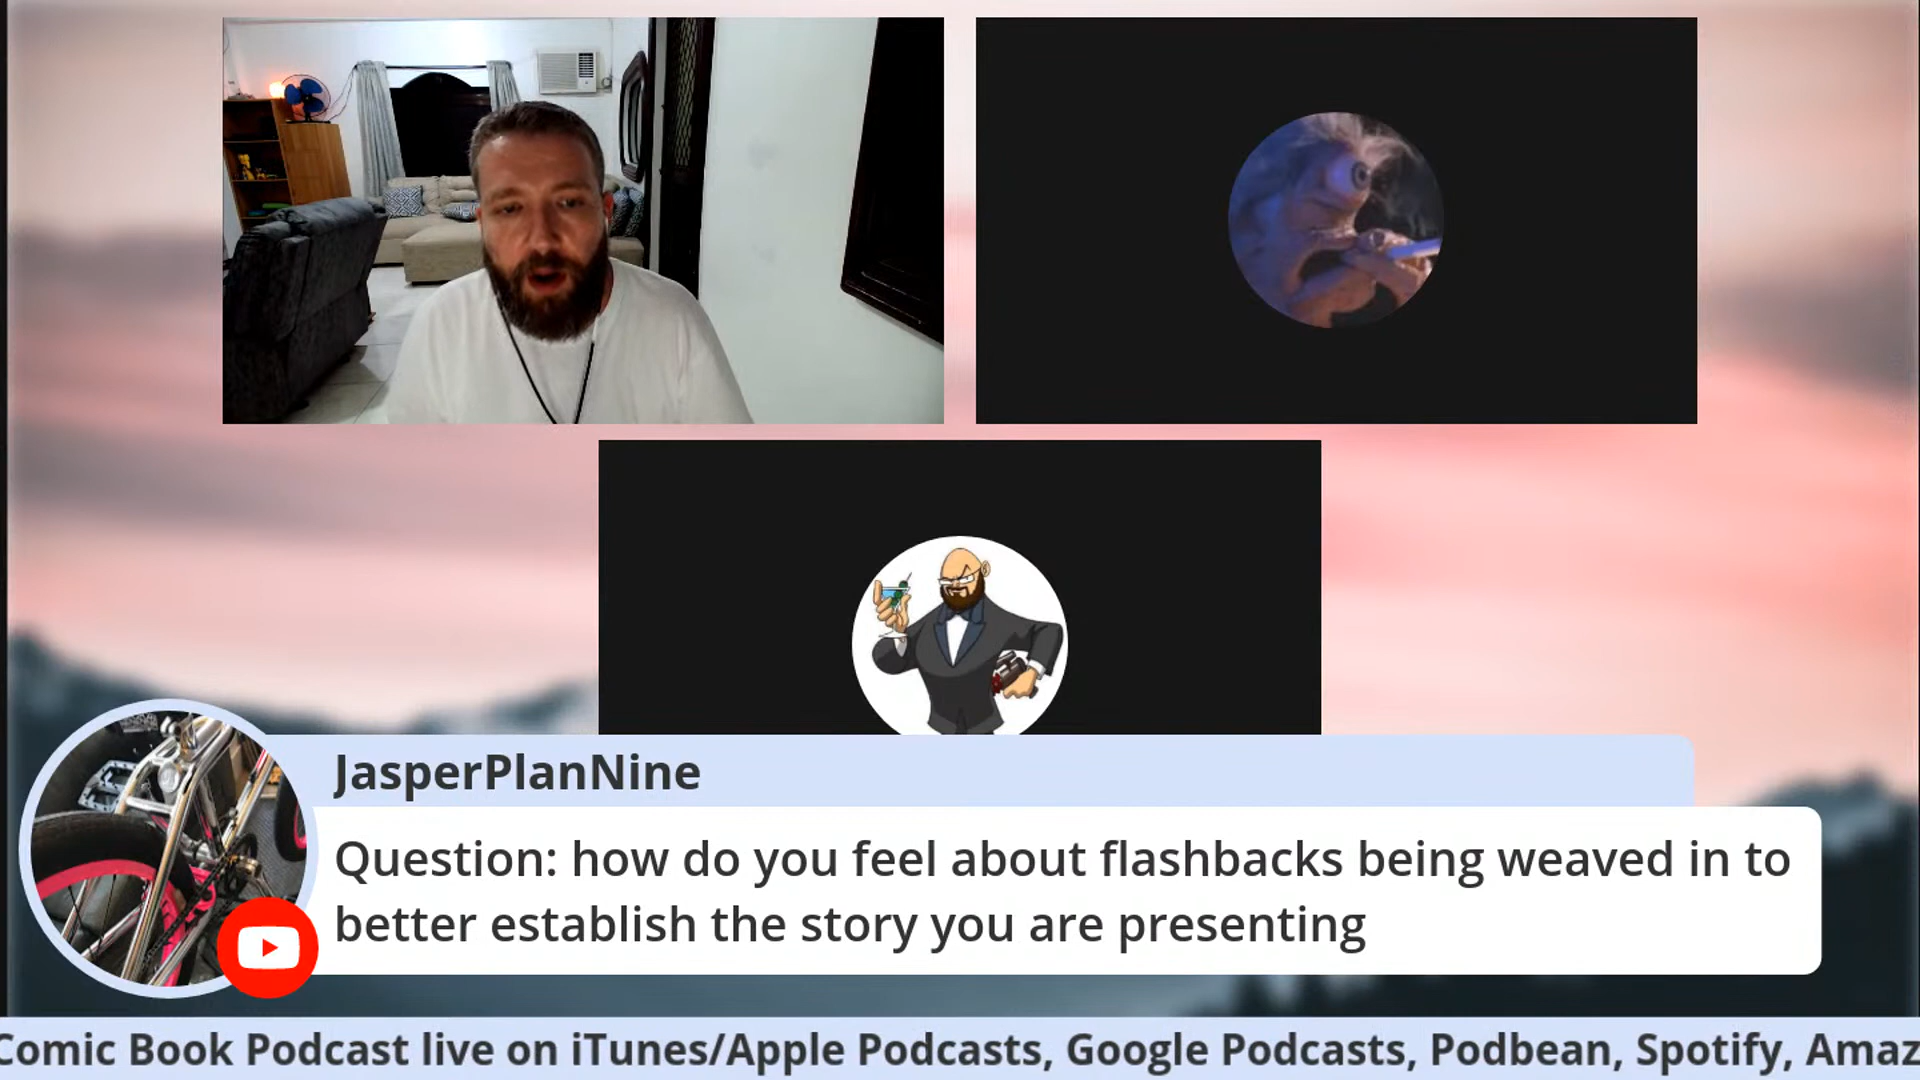 JasperPlanNine
Question: how do you feel about flashbacks being weaved in to
better establish the story you are presenting
Comic Book Podcast live on iTunes/Apple Podcasts, Google Podcasts, Podbean, Spotify, Amaz